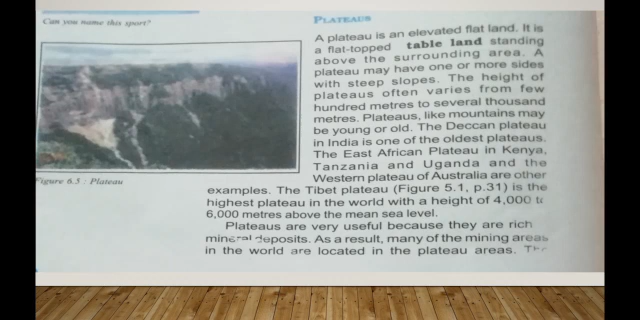 Can you name this sport?
PLATEAUS
A plateau is an elevated flat land. It is
a flat-topped table land standing
above the surrounding area. A
plateau may have one or more sides
with steep slopes. The height of
plateaus often varies from few
hundred metres to several thousand
metres. Plateaus, like mountains may
be young or old. The Deccan plateau
in India is one of the oldest plateaus.
The East African Plateau in Kenya,
Tanzania and Uganda and the
Western plateau of Australia are other
Figure 6.5 : Plateau
examples. The Tibet plateau (Figure 5.1, p.31) is the
highest plateau in the world with a height of 4,000 to
6,000 metres above the mean sea level.
Plateaus are very useful because they are rich
mineral deposits. As a result, many of the mining areas
in the world are located in the plateau areas.